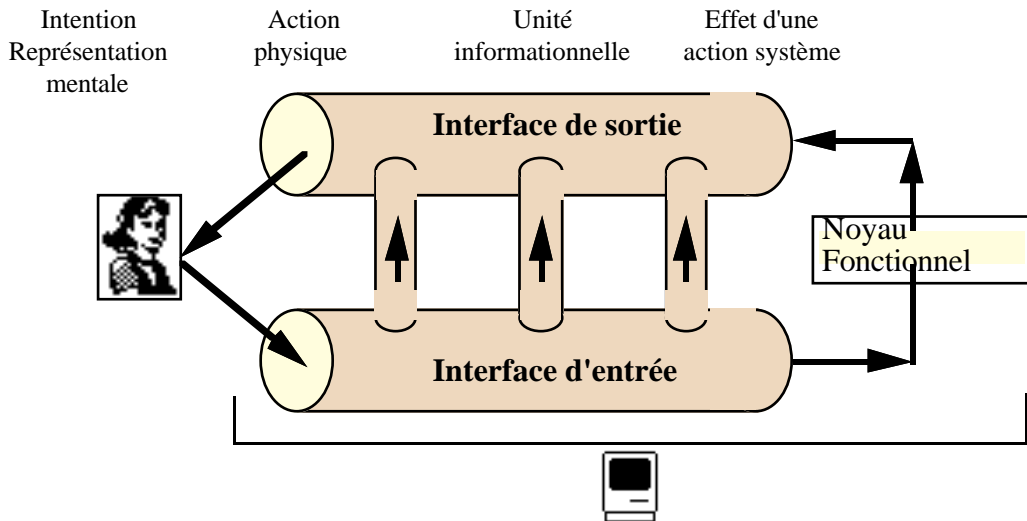 Intention
Représentation
mentale
Action
physique
Unité
informationnelle
Effet d'une
action système
Interface de sortie
Noyau
Fonctionnel
Interface d'entrée